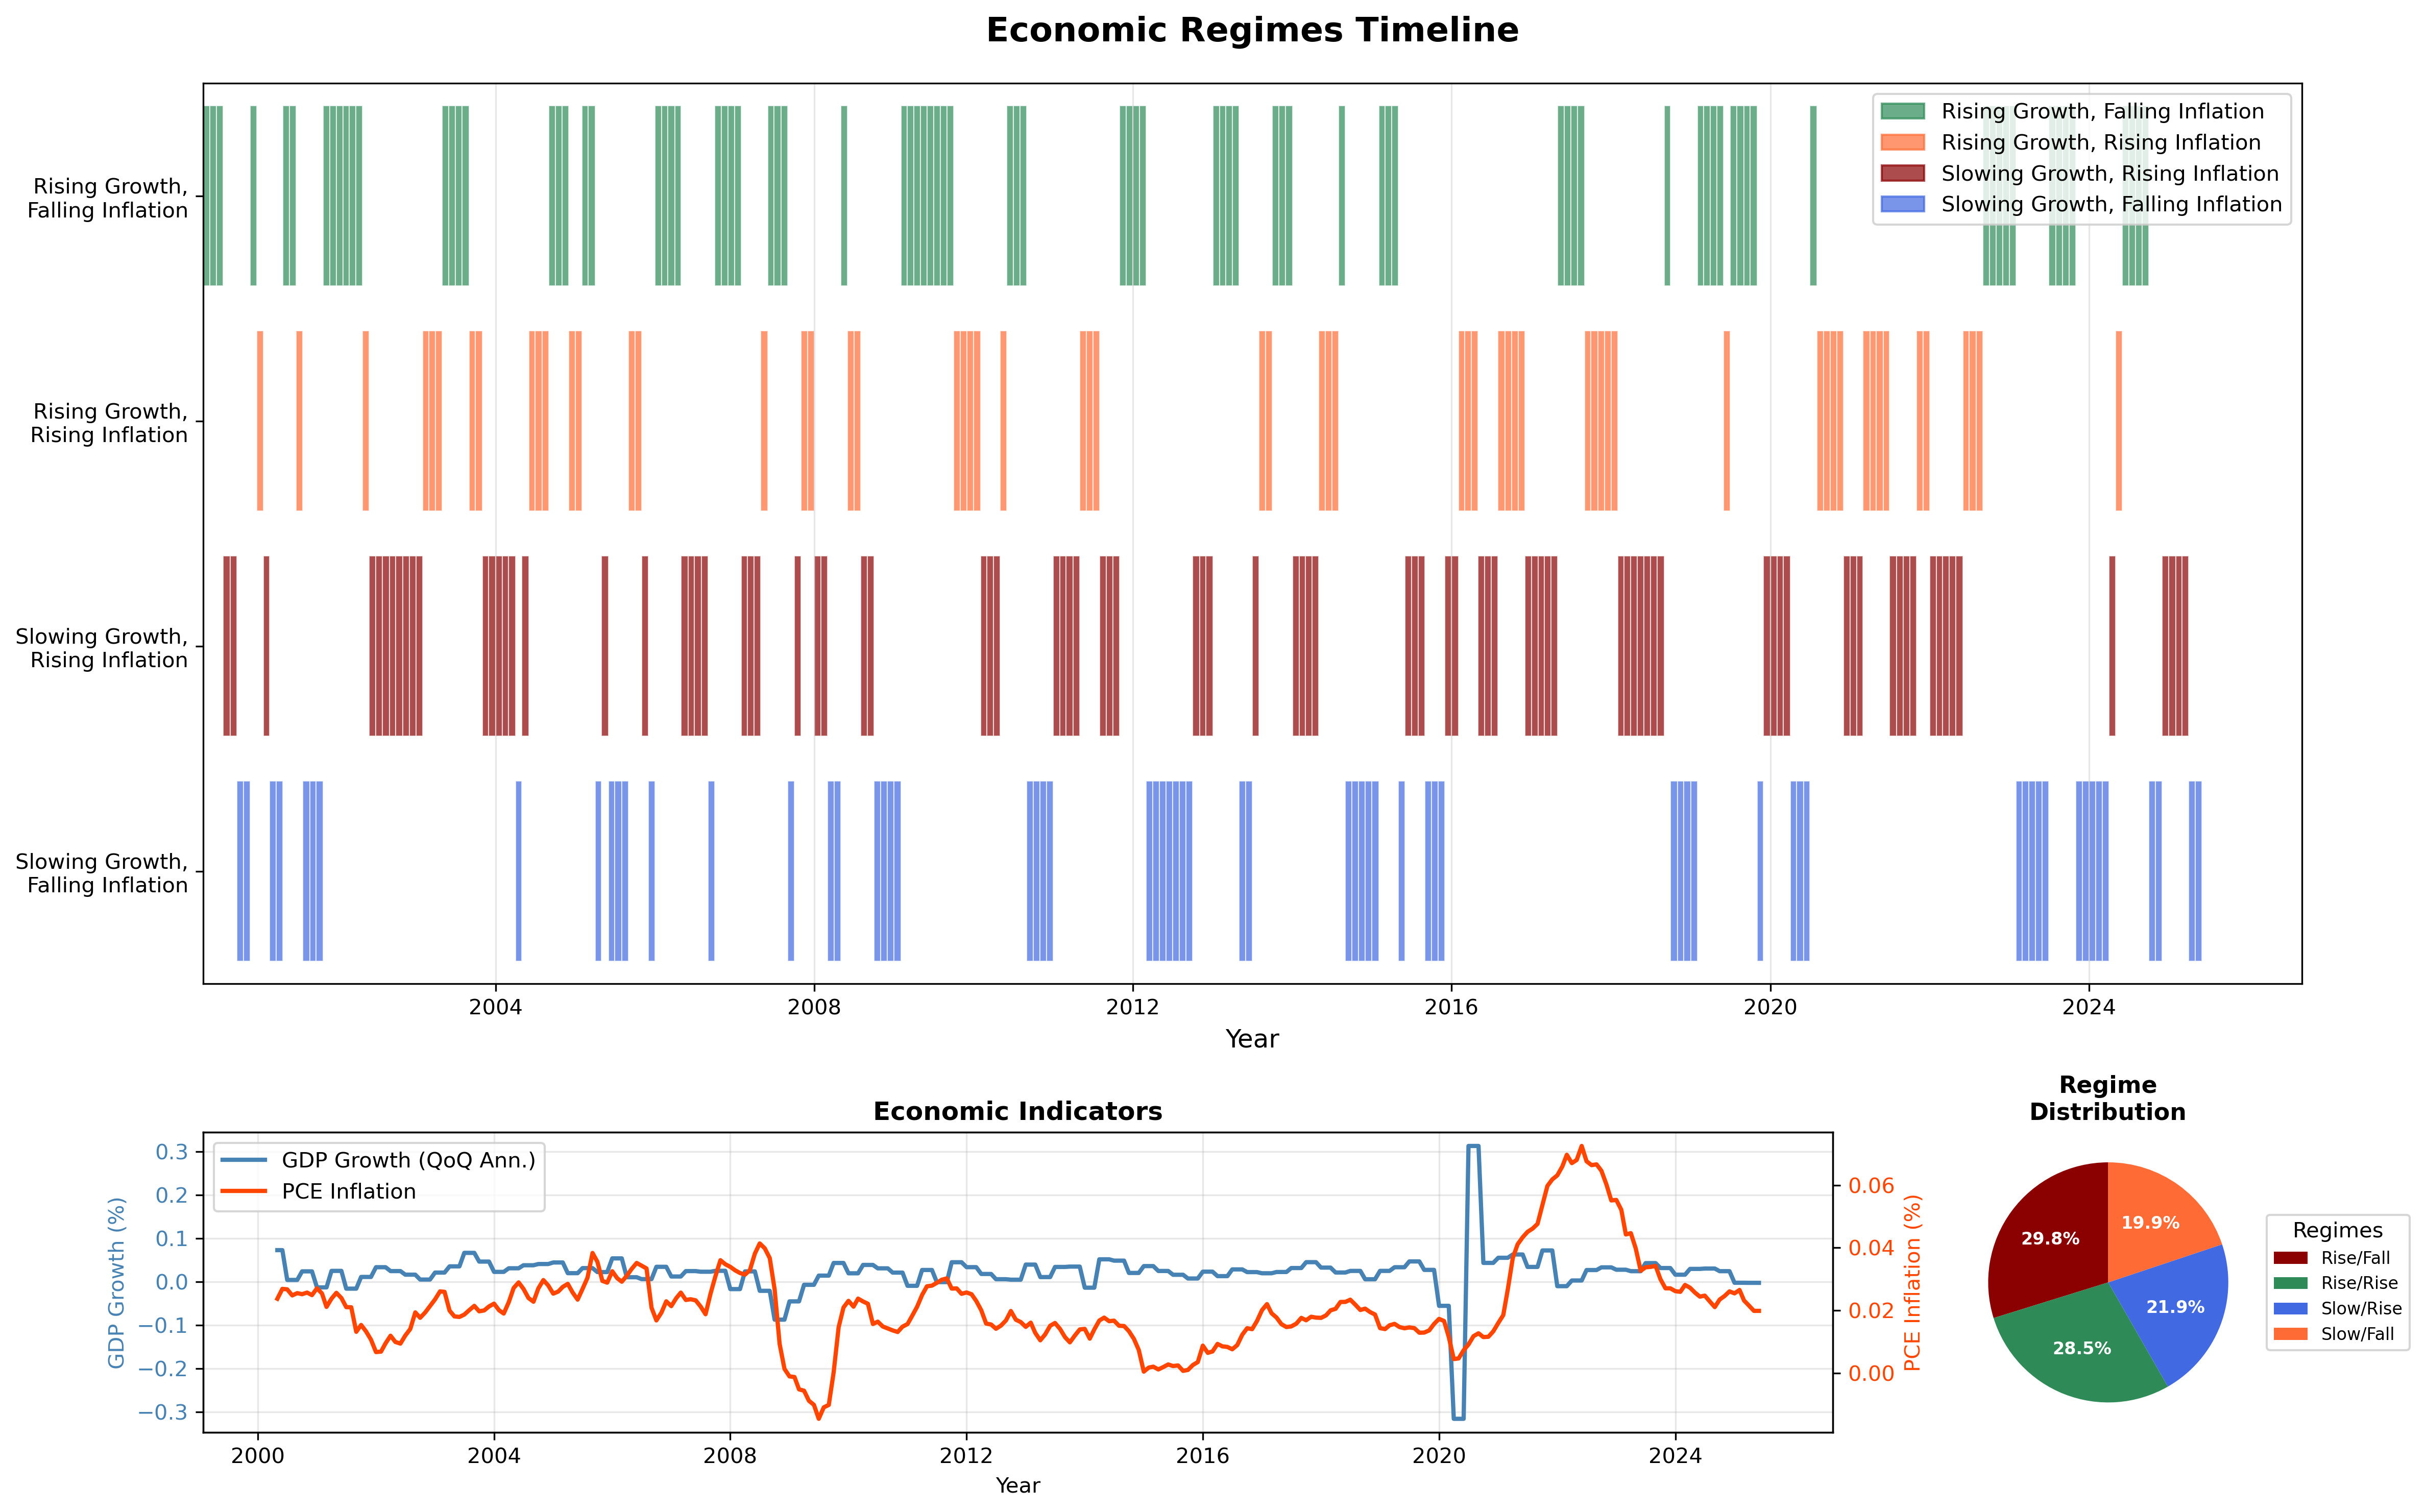 Economic Regimes Timeline
Rising Growth, Falling Inflation
Rising Growth, Rising Inflation
Slowing Growth, Rising Inflation
Slowing Growth, Falling Inflation
Rising Growth,
Falling Inflation
Rising Growth,
Rising Inflation
Slowing Growth,
Rising Inflation
Slowing Growth,
Falling Inflation
2004 2008 2012 2016 2020 2024
Year
Economic Indicators
GDP Growth (QoQ Ann.)
PCE Inflation
GDP Growth (%)
0.3
0.2
0.1
0.0
−0.1
−0.2
−0.3
0.06
0.04
0.02
0.00
PCE Inflation (%)
2000 2004 2008 2012 2016 2020 2024
Year
Regime
Distribution
29.8%
19.9%
21.9%
28.5%
Regimes
Rise/Fall
Rise/Rise
Slow/Rise
Slow/Fall